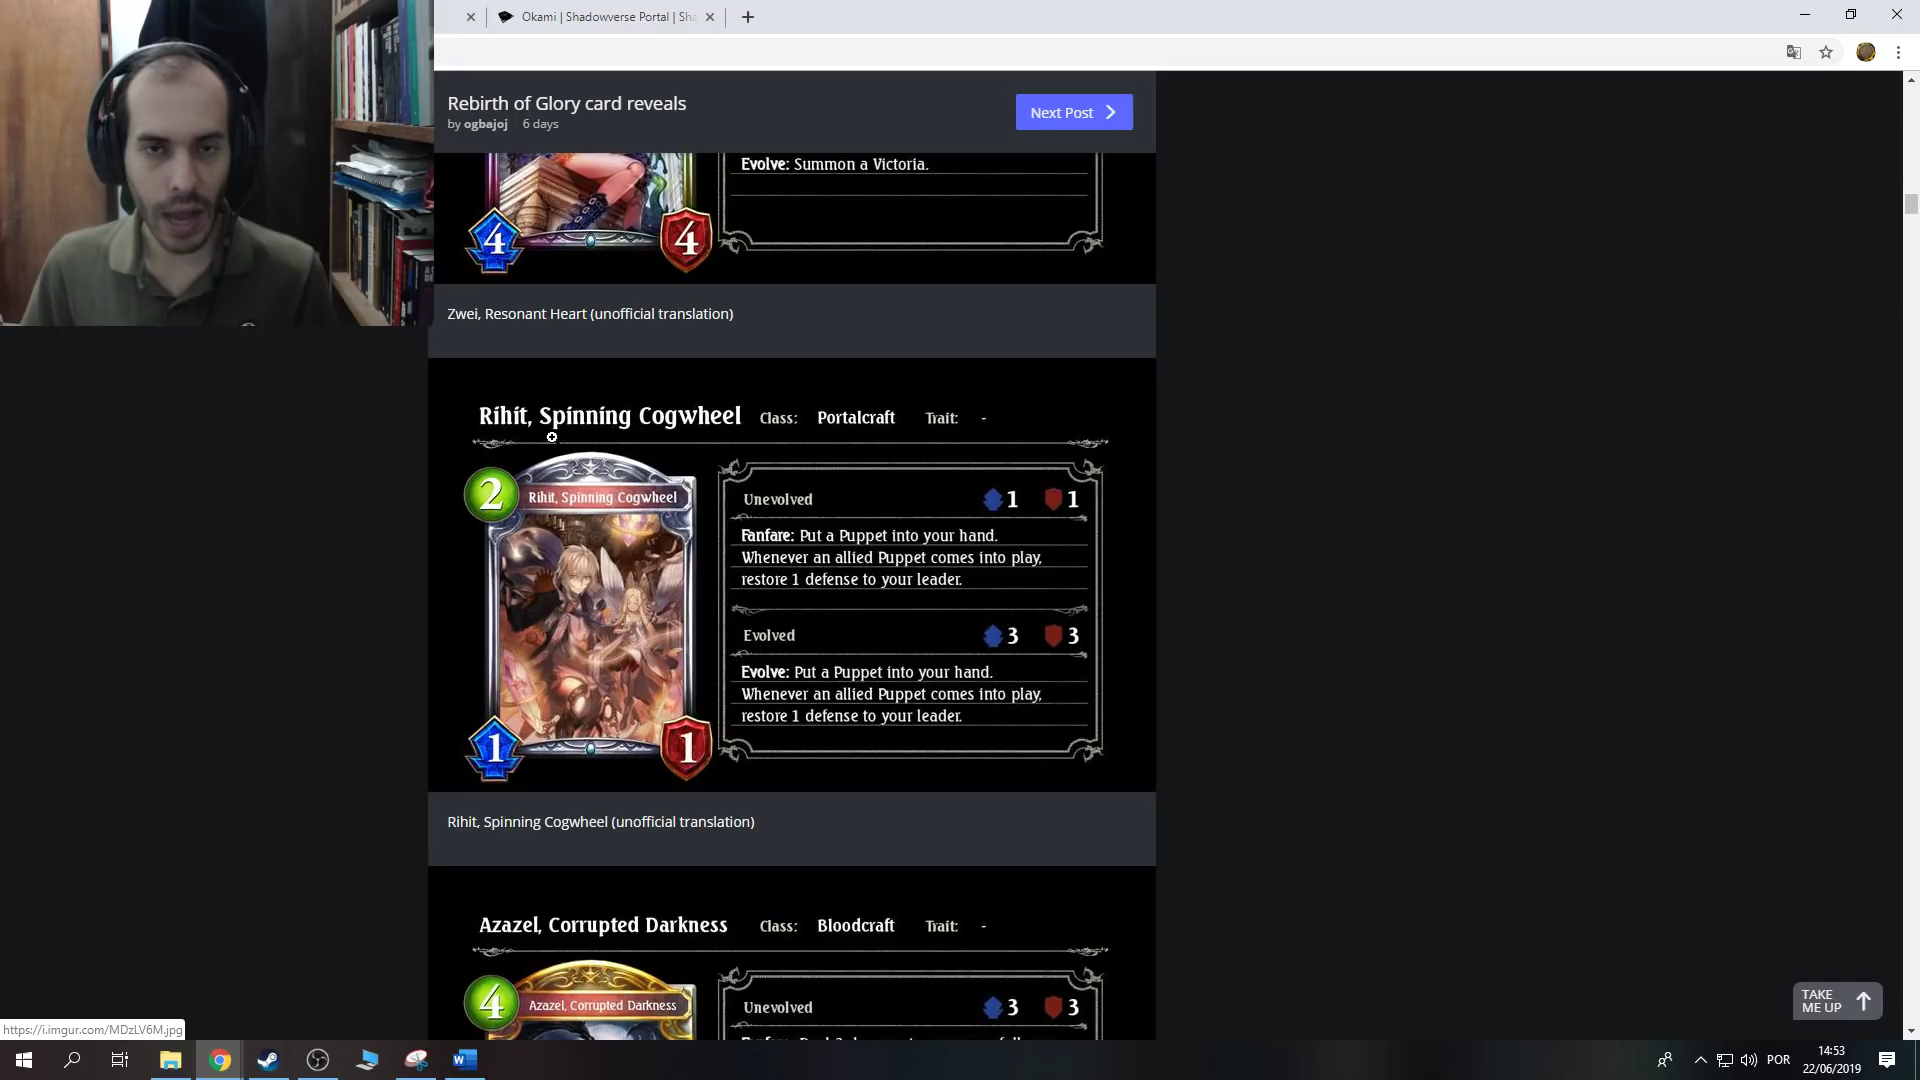 Okami | Shadowverse Portal | Sha
Rebirth of Glory card reveals
by ogbajoj 6 days
Next Post
Evolve: Summon a Victoria.
4
4
Zwei, Resonant Heart (unofficial translation)
Rihit, Spinning Cogwheel Class: Portalcraft Trait: -
2
Rihit, Spinning Cogwheel
Unevolved 1 1
Fanfare: Put a Puppet into your hand.
Whenever an allied Puppet comes into play,
restore 1 defense to your leader.
Evolved 3 3
Evolve: Put a Puppet into your hand.
Whenever an allied Puppet comes into play,
restore 1 defense to your leader.
1
1
Rihit, Spinning Cogwheel (unofficial translation)
Azazel, Corrupted Darkness Class: Bloodcraft Trait: -
4
Azazel, Corrupted Darkness
Unevolved 3 3
TAKE
ME UP
https://i.imgur.com/MDzLV6M.jpg
POR
14:53
22/06/2019